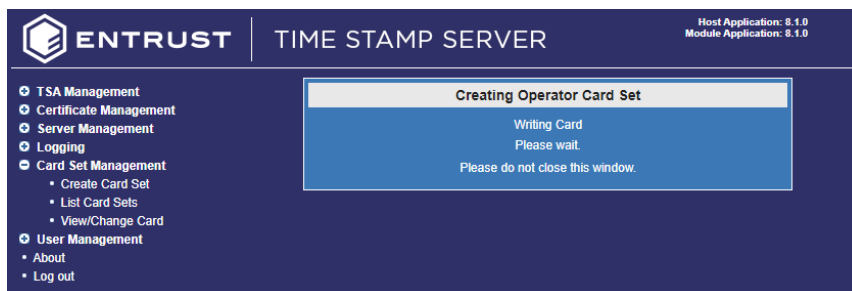 ENTRUST
TIME STAMP SERVER
Host Application: 8.1.0
Module Application: 8.1.0
TSA Management
Certificate Management
Server Management
Logging
Card Set Management
Create Card Set
List Card Sets
View/Change Card
User Management
About
Log out
Creating Operator Card Set
Writing Card
Please wait.
Please do not close this window.